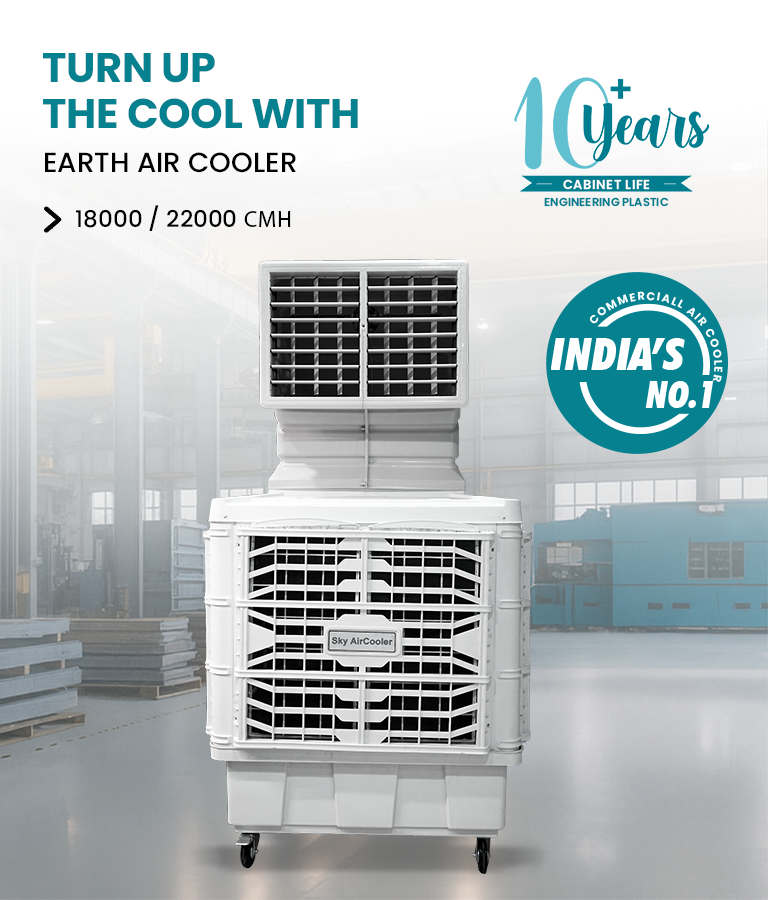 TURN UP
THE COOL WITH
EARTH AIR COOLER
18000 / 22000 CMH
10+ Years
CABINET LIFE
ENGINEERING PLASTIC
COMMERCIALL AIR COOLER
INDIA'S
NO.1
Sky AirCooler